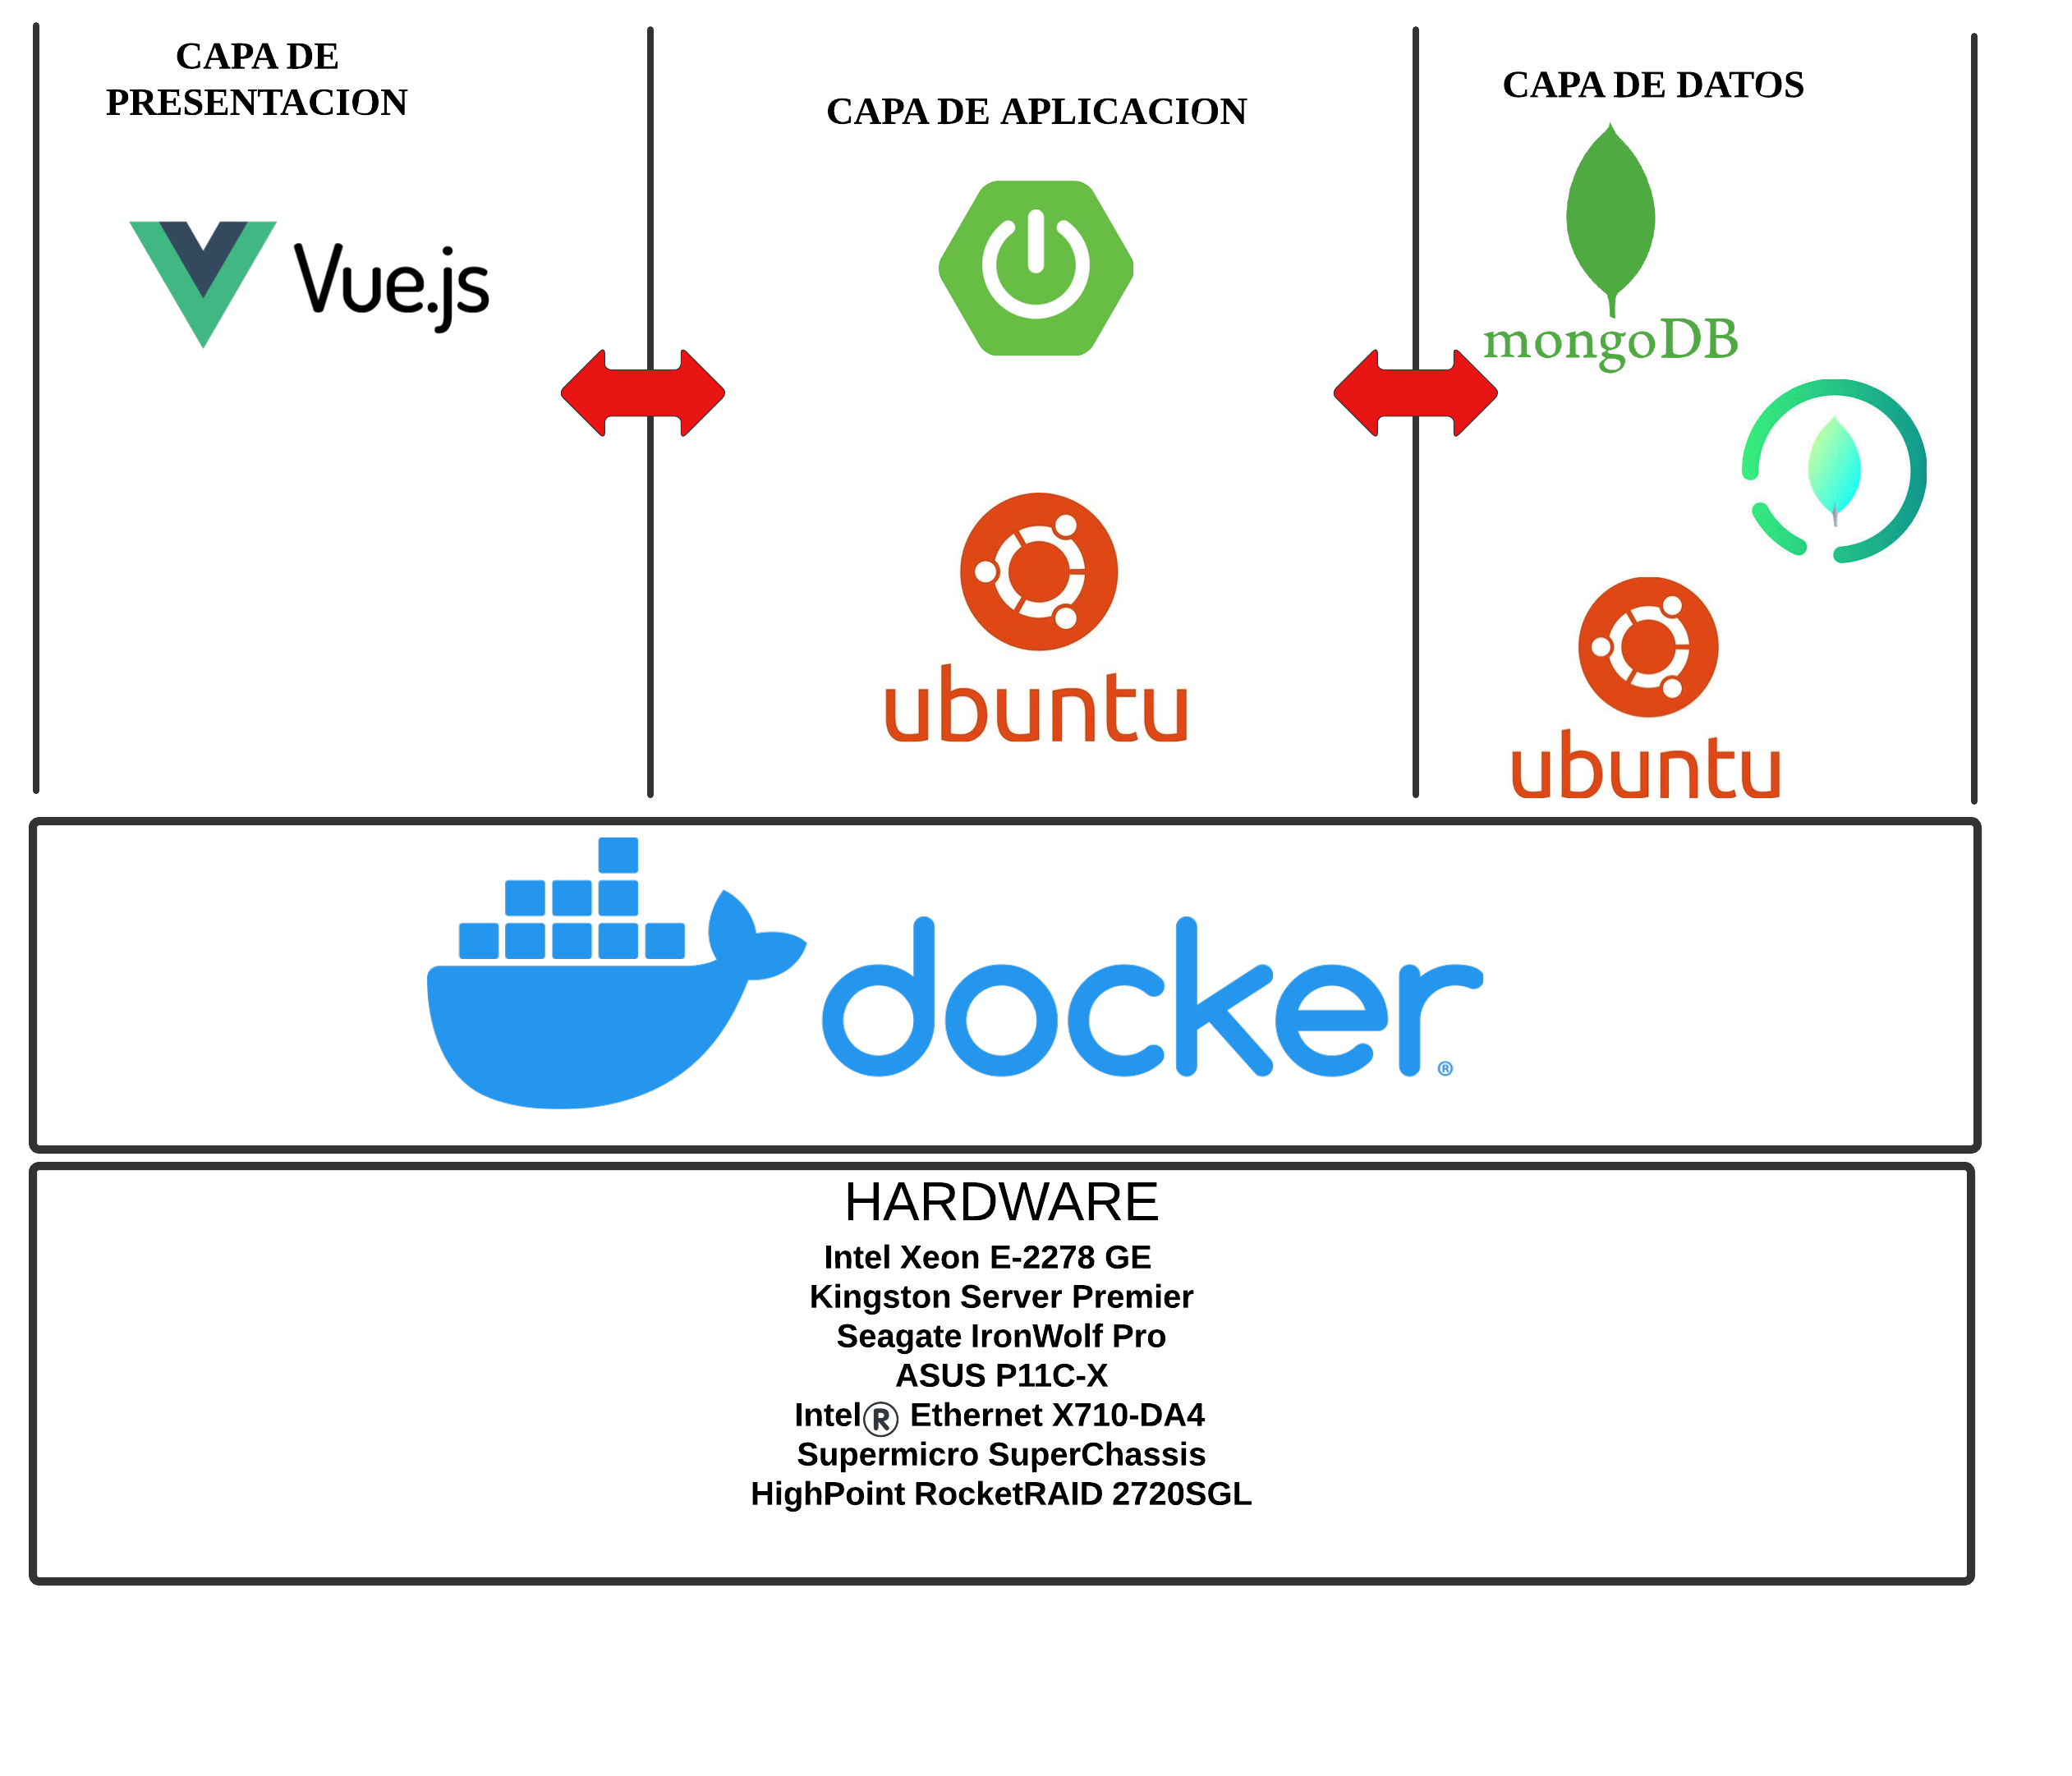 CAPA DE
PRESENTACION
CAPA DE APLICACION
CAPA DE DATOS
Vue.js
mongoDB
ubuntu
ubuntu
docker®
HARDWARE
Intel Xeon E-2278 GE
Kingston Server Premier
Seagate IronWolf Pro
ASUS P11C-X
Intel® Ethernet X710-DA4
Supermicro SuperChassis
HighPoint RocketRAID 2720SGL